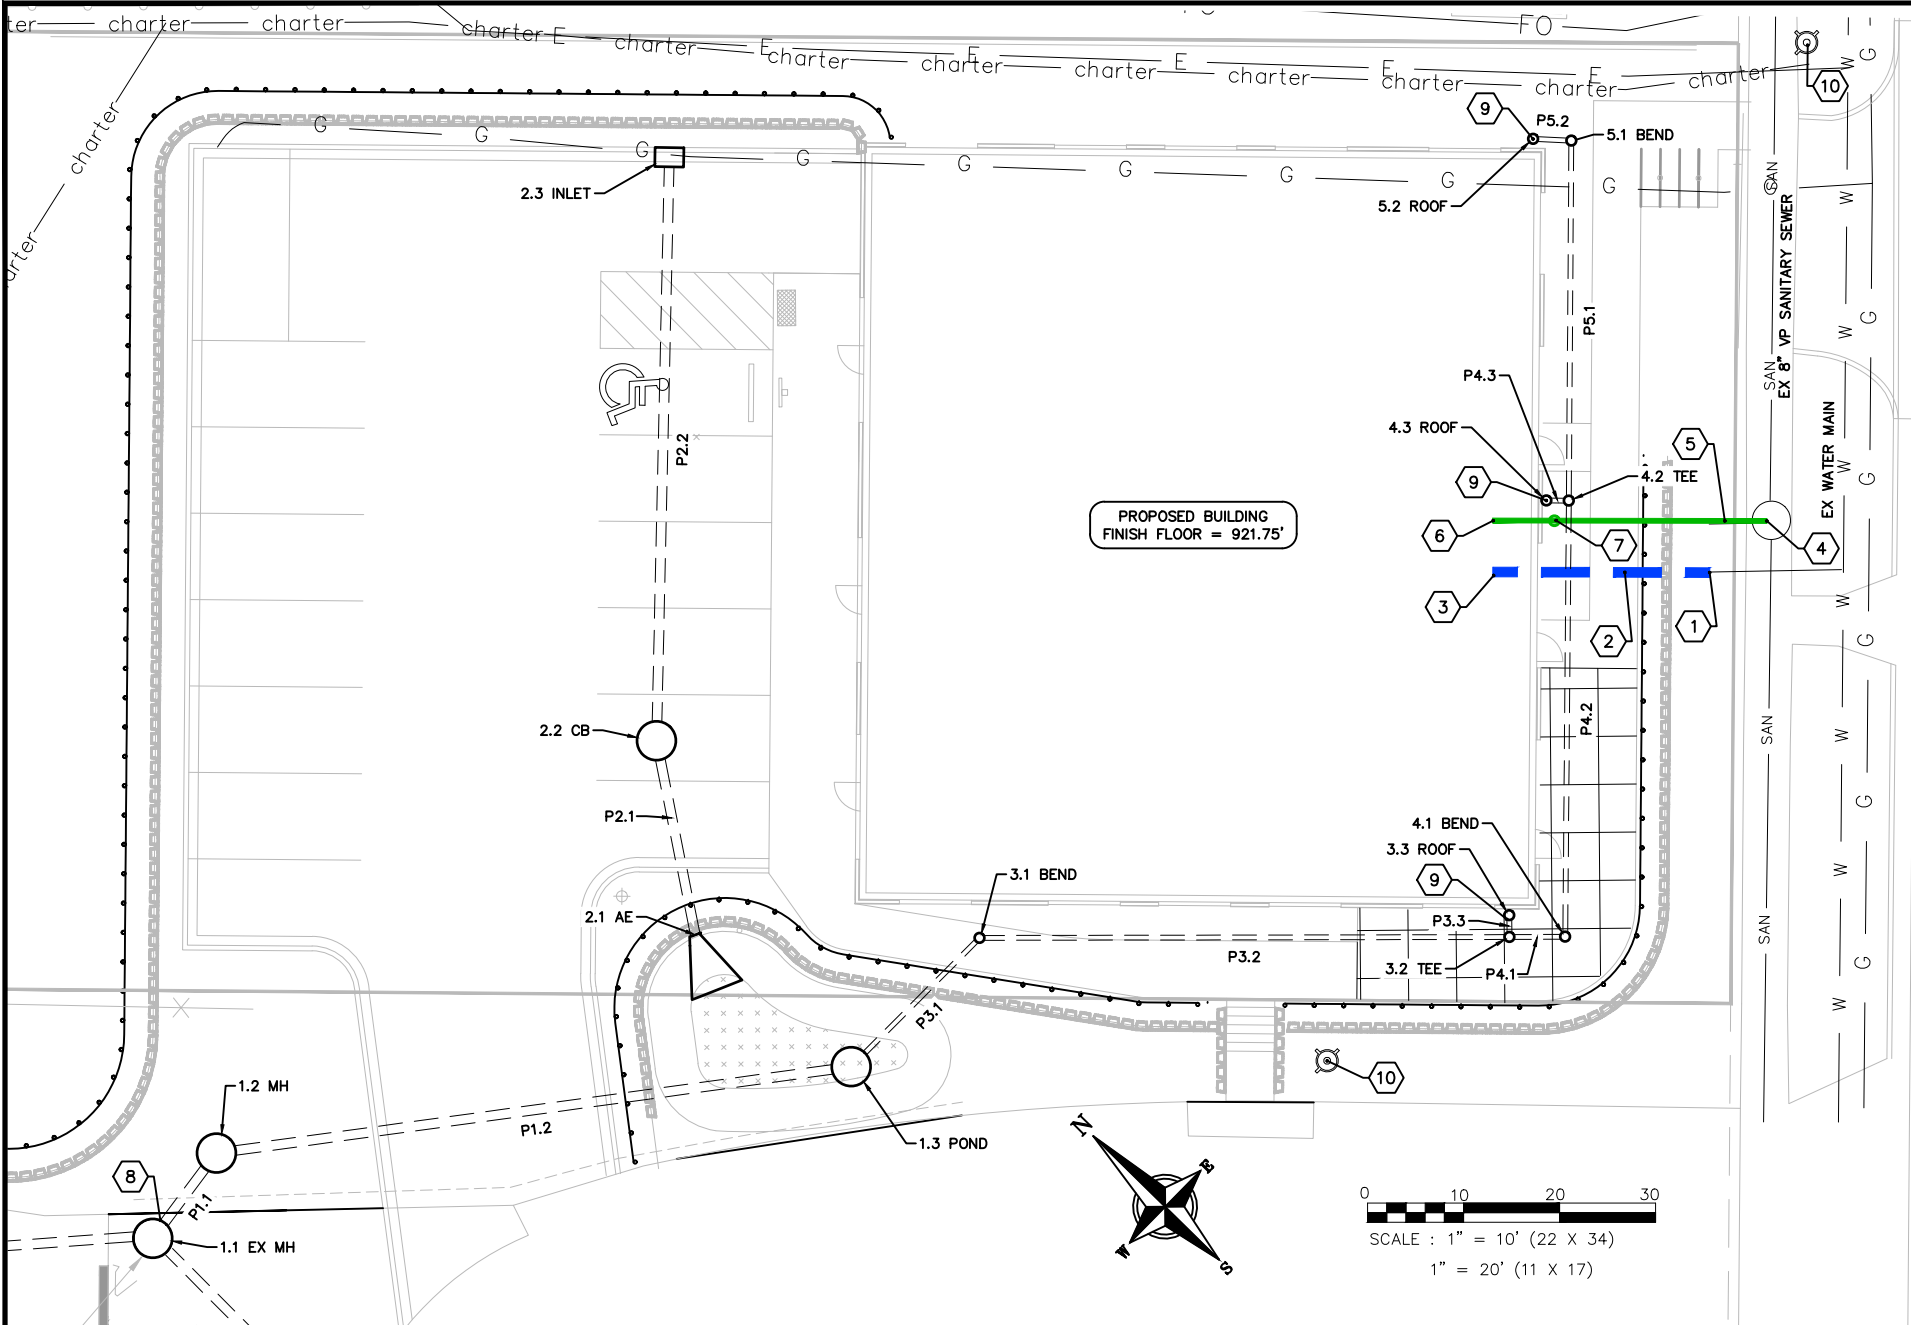 ter
charter
charter
charter
E
charter
E
charter
E
charter
E
charter
E
charter
E
charter
E
charter
charter
FO
charter
arter
G
G
G
G
G
G
G
G
G
2.3 INLET
9
P5.2
5.1 BEND
5.2 ROOF
10
W
G
SAN
G
W
EX 8" VP SANITARY SEWER
P5.1
W
G
SAN
P4.3
P2.2
4.3 ROOF
9
4.2 TEE
5
EX WATER MAIN
W
G
PROPOSED BUILDING
FINISH FLOOR = 921.75'
6
7
4
3
2
1
W
G
2.2 CB
P4.2
SAN
W
P2.1
4.1 BEND
3.3 ROOF
G
3.1 BEND
9
W
2.1 AE
P3.3
SAN
P3.2
3.2 TEE
P4.1
G
W
P3.1
1.2 MH
10
P1.2
1.3 POND
8
P1.1
1.1 EX MH
N
E
W
S
0 10 20 30
SCALE : 1" = 10' (22 X 34)
1" = 20' (11 X 17)